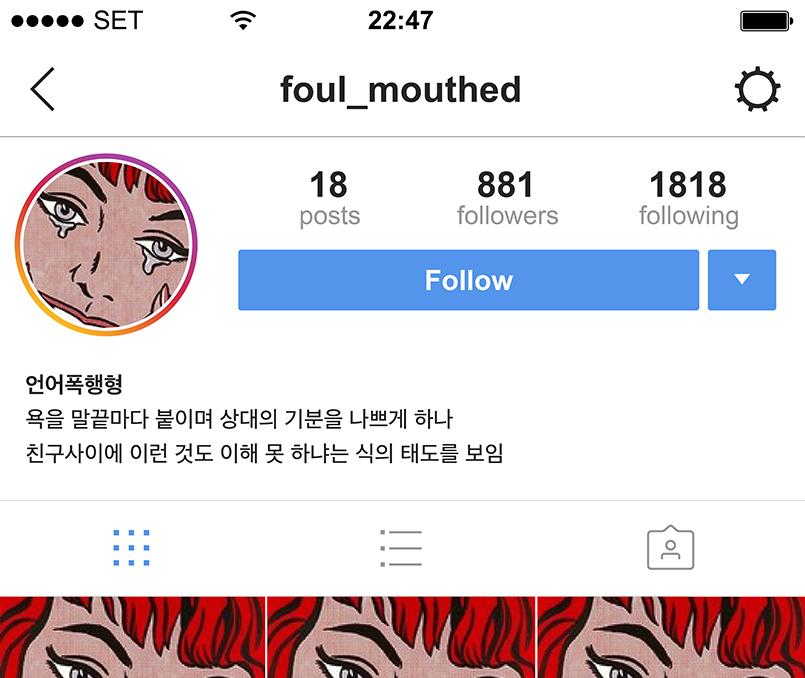 SET 22:47
foul_mouthed
18 881 1818
posts followers following
Follow
언어폭행형
욕을 말끝마다 붙이며 상대의 기분을 나쁘게 하나
친구사이에 이런 것도 이해 못 하냐는 식의 태도를 보임